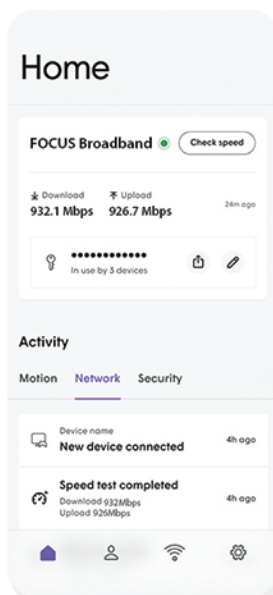 Home
FOCUS Broadband
Check speed
Download Upload
932.1 Mbps 926.7 Mbps 24m ago
••••••••••••
In use by 3 devices
Activity
Motion Network Security
Device name
New device connected 4h ago
Speed test completed
Download 932Mbps 4h ago
Upload 926Mbps